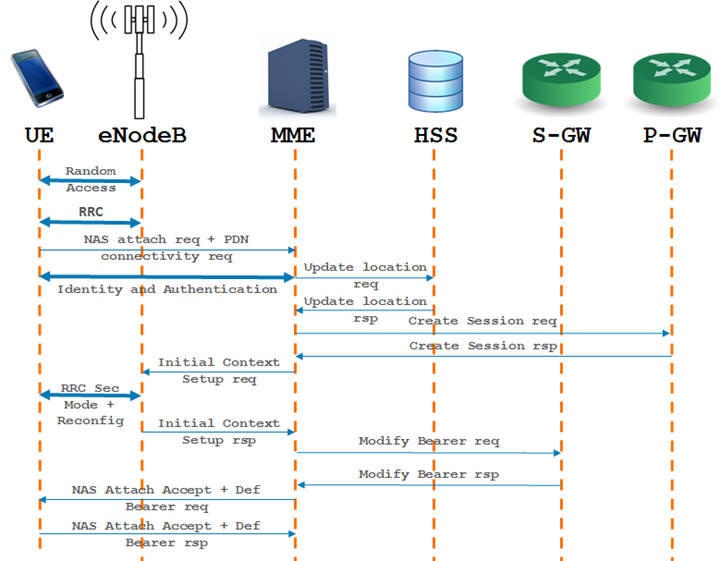 UE eNodeB MME HSS S-GW P-GW
Random
Access
RRC
NAS attach req + PDN
connectivity req
Update location
req
Identity and Authentication
Update location
rsp
Create Session req
Create Session rsp
Initial Context
Setup req
RRC Sec
Mode +
Reconfig
Initial Context
Setup rsp
Modify Bearer req
Modify Bearer rsp
NAS Attach Accept + Def
Bearer req
NAS Attach Accept + Def
Bearer rsp